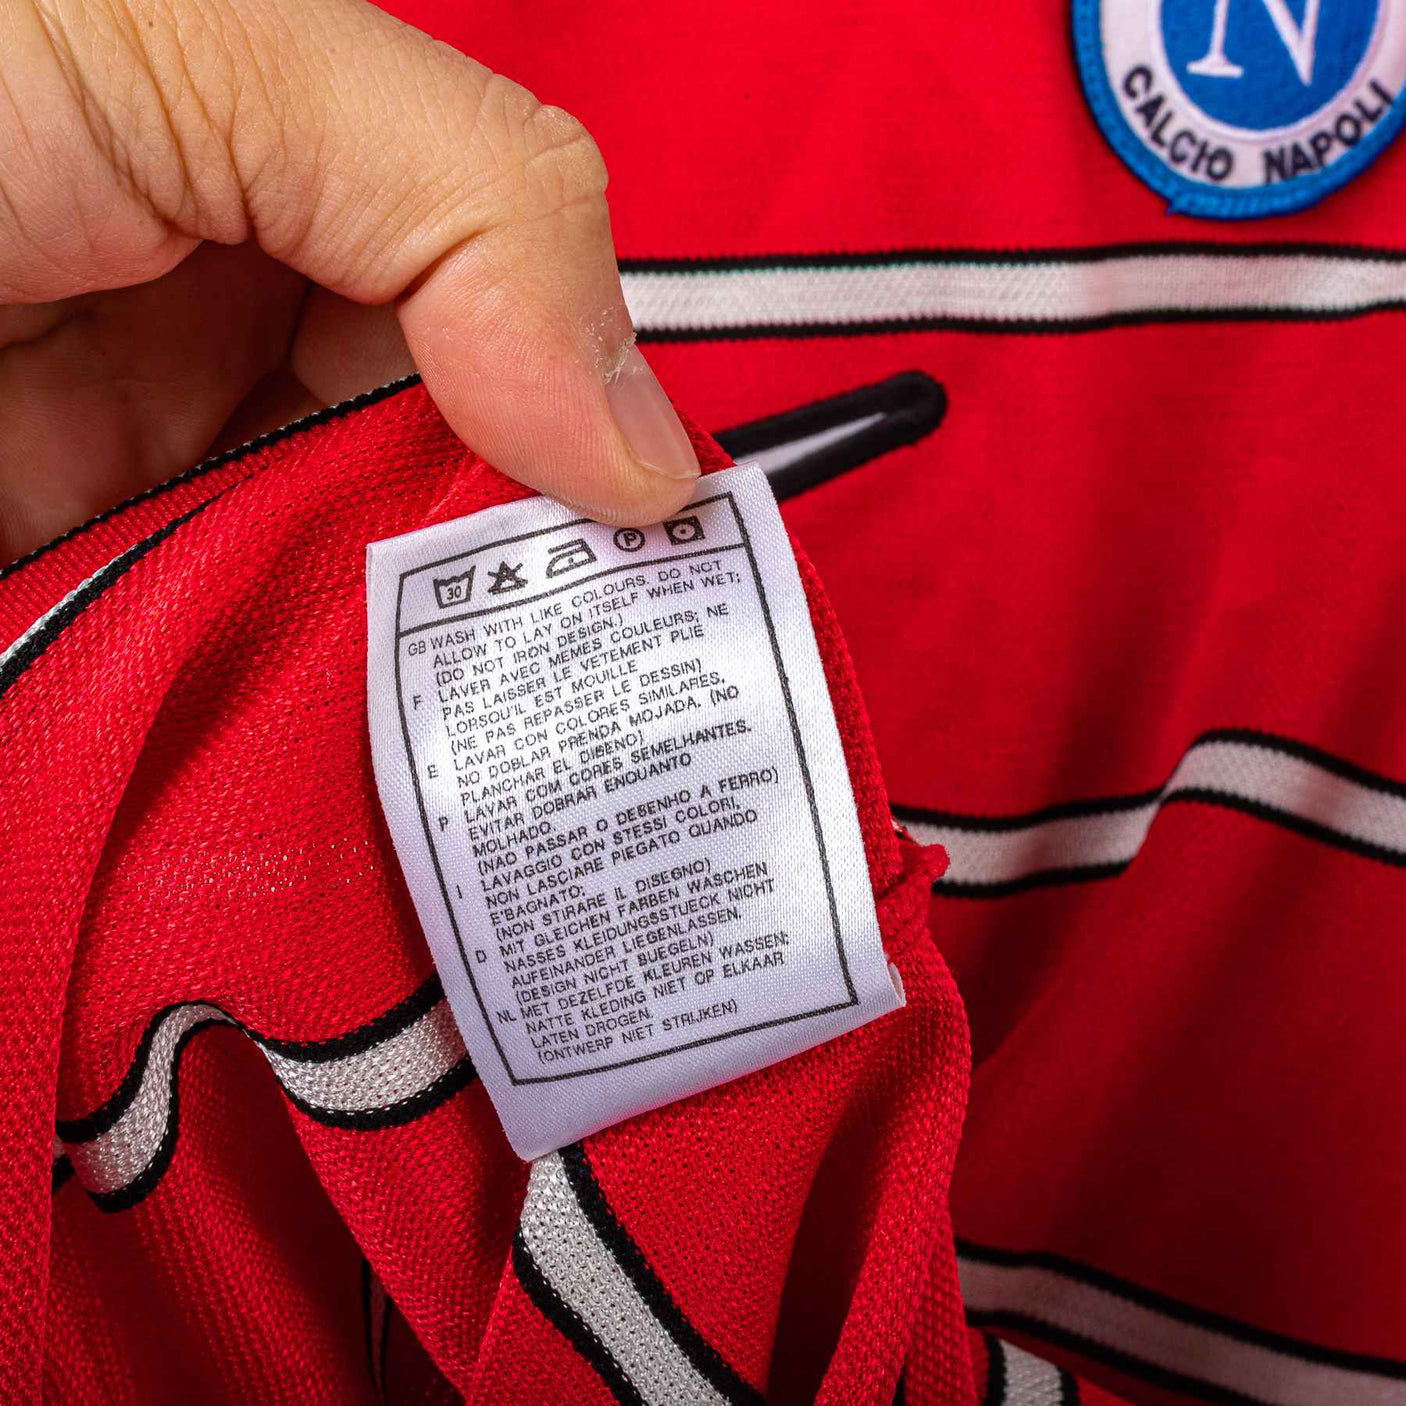 N
CALCIO NAPOLI
30
P
GB WASH WITH LIKE COLOURS. DO NOT
ALLOW TO LAY ON ITSELF WHEN WET;
(DO NOT IRON DESIGN.)
F LAVER AVEC MEMES COULEURS; NE
PAS LAISSER LE VETEMENT PLIE
LORSQU'IL EST MOUILLE
(NE PAS REPASSER LE DESSIN)
E LAVAR CON COLORES SIMILARES.
NO DOBLAR PRENDA MOJADA. (NO
PLANCHAR EL DISENO)
P LAVAR COM CORES SEMELHANTES.
EVITAR DOBRAR ENQUANTO
MOLHADO.
(NAO PASSAR O DESENHO A FERRO)
I LAVAGGIO CON STESSI COLORI.
NON LASCIARE PIEGATO QUANDO
E'BAGNATO;
(NON STIRARE IL DISEGNO)
D MIT GLEICHEN FARBEN WASCHEN
NASSES KLEIDUNGSSTUECK NICHT
AUFEINANDER LIEGENLASSEN.
(DESIGN NICHT BUEGELN)
NL MET DEZELFDE KLEUREN WASSEN;
NATTE KLEDING NIET OP ELKAAR
LATEN DROGEN.
(ONTWERP NIET STRIJKEN)